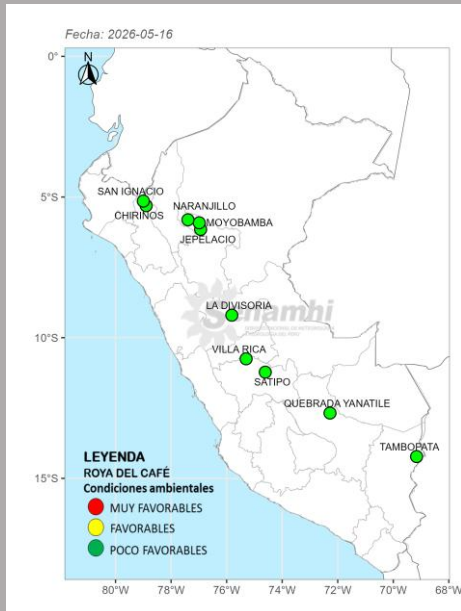 Fecha: 2026-05-16
N
0°
5°S
10°S
15°S
SAN IGNACIO
CHIRINOS
NARANJILLO
MOYOBAMBA
JEPELACIO
LA DIVISORIA
Senamhi
VILLA RICA
SATIPO
QUEBRADA YANATILE
TAMBOPATA
LEYENDA
ROYA DEL CAFÉ
Condiciones ambientales
MUY FAVORABLES
FAVORABLES
POCO FAVORABLES
80°W 78°W 76°W 74°W 72°W 70°W 68°W